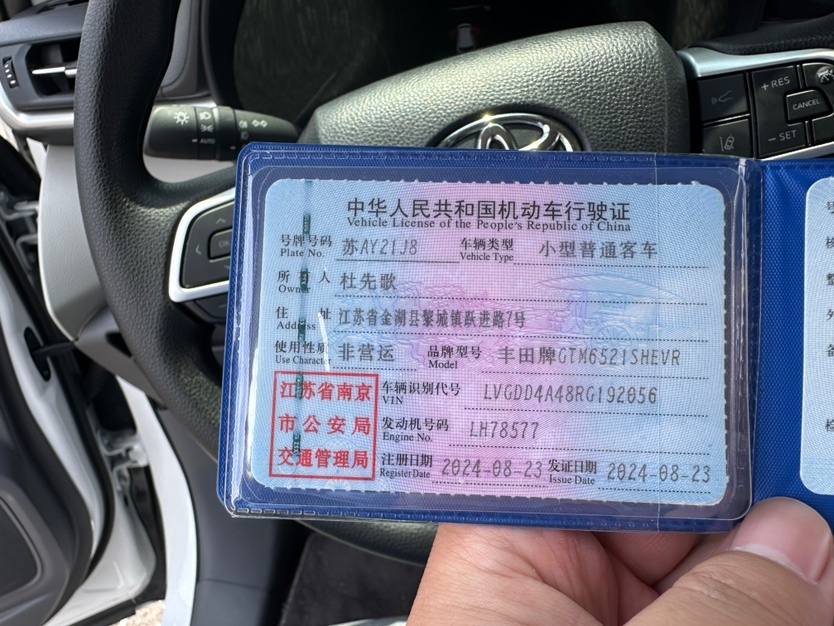 中华人民共和国机动车行驶证
Vehicle License of the People's Republic of China
号牌号码 苏AY21J8 车辆类型 小型普通客车
Plate No. Vehicle Type
所有人 杜先歌
Owner
住址 江苏省金湖县黎城镇跃进路7号
Address
使用性质 非营运 品牌型号 丰田牌GTM6521SHEVR
Use Character Model
江苏省南京
市公安局
交通管理局
车辆识别代号 LVGDD4A48RG192056
VIN
发动机号码 LH78577
Engine No.
注册日期 2024-08-23 发证日期 2024-08-23
Register Date Issue Date
+ RES
CANCEL
- SET
OK
AUTO